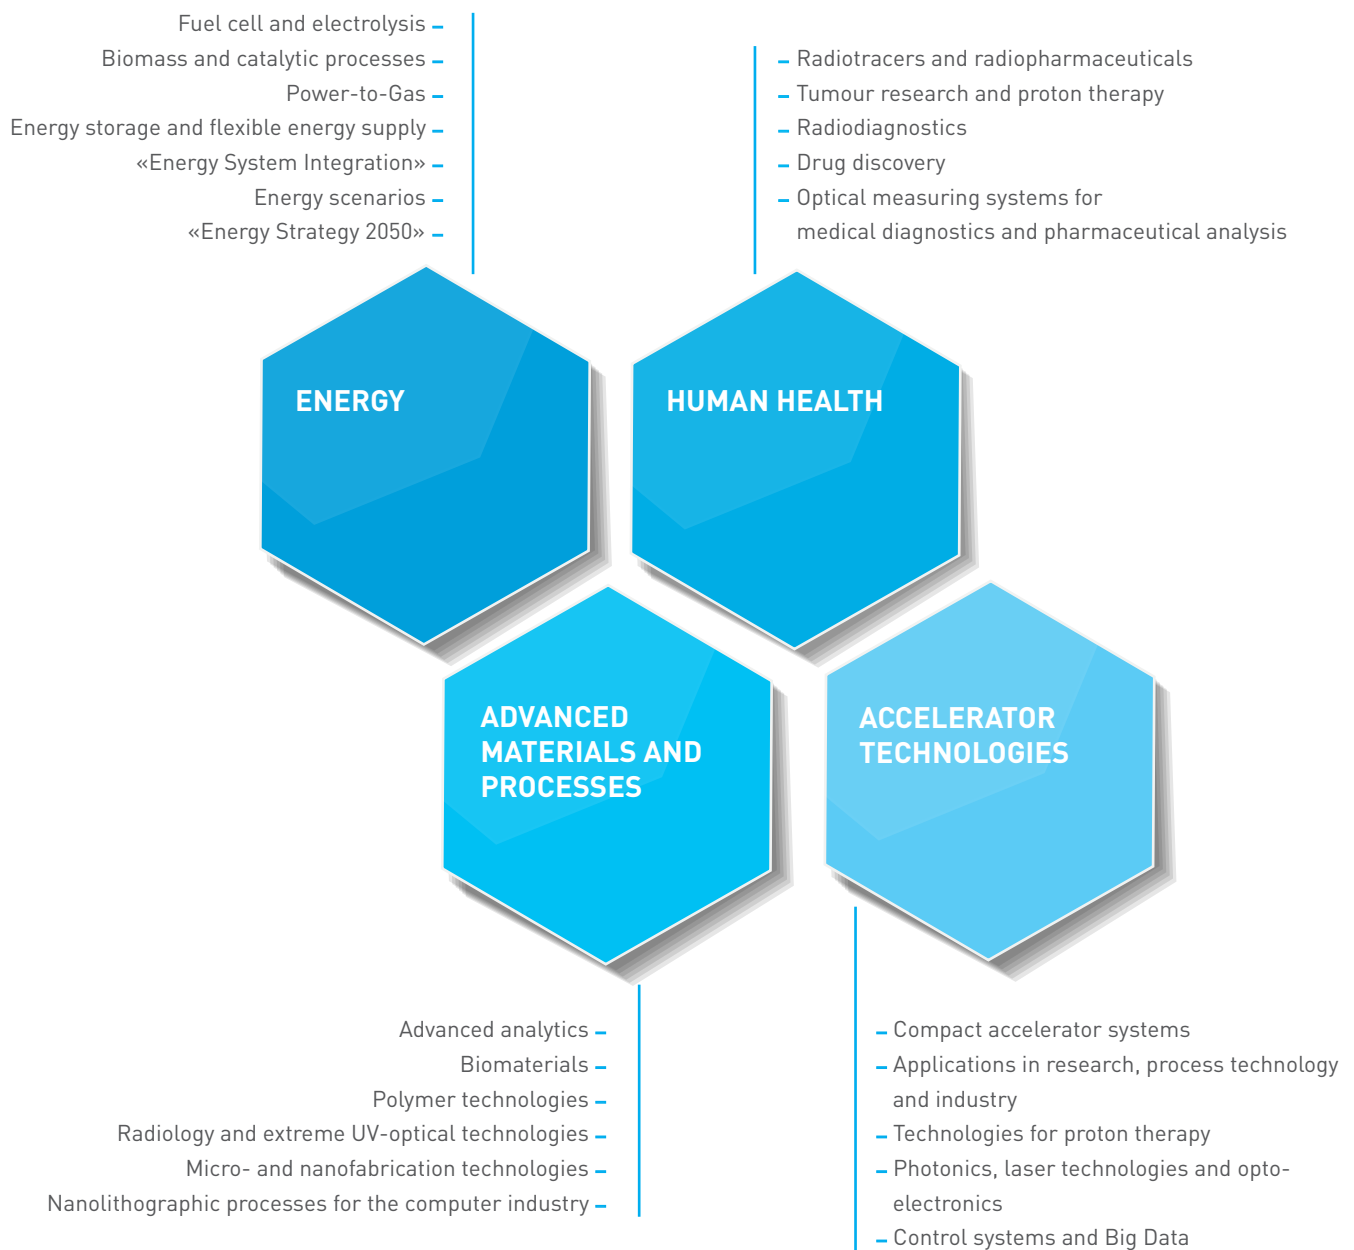 Fuel cell and electrolysis –
Biomass and catalytic processes –
Power-to-Gas –
Energy storage and flexible energy supply –
«Energy System Integration» –
Energy scenarios –
«Energy Strategy 2050» –
– Radiotracers and radiopharmaceuticals
– Tumour research and proton therapy
– Radiodiagnostics
– Drug discovery
– Optical measuring systems for
medical diagnostics and pharmaceutical analysis
ENERGY
HUMAN HEALTH
ADVANCED
MATERIALS AND
PROCESSES
ACCELERATOR
TECHNOLOGIES
Advanced analytics –
Biomaterials –
Polymer technologies –
Radiology and extreme UV-optical technologies –
Micro- and nanofabrication technologies –
Nanolithographic processes for the computer industry –
– Compact accelerator systems
– Applications in research, process technology
and industry
– Technologies for proton therapy
– Photonics, laser technologies and opto-
electronics
– Control systems and Big Data